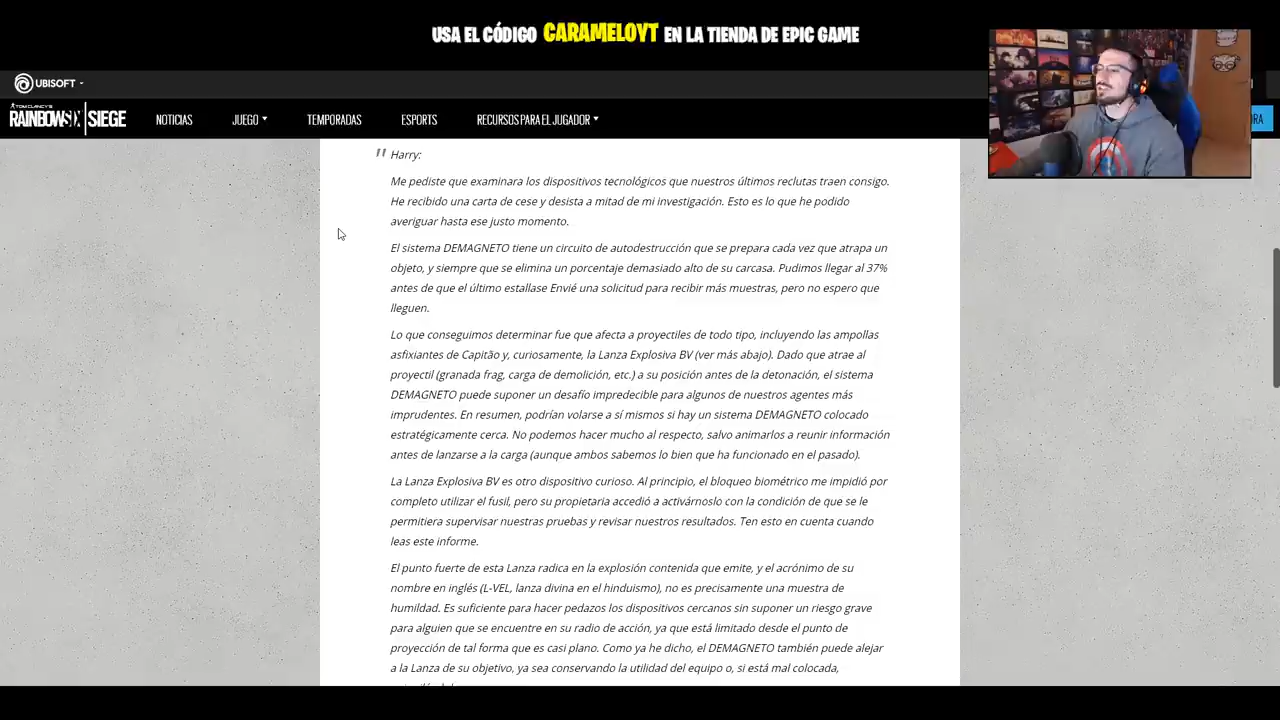 USA EL CÓDIGO CARAMELOYT EN LA TIENDA DE EPIC GAME
UBISOFT
TOM CLANCY'S
RAINBOW SIX | SIEGE
NOTICIAS
JUEGO
TEMPORADAS
ESPORTS
RECURSOS PARA EL JUGADOR
" Harry:
Me pediste que examinara los dispositivos tecnológicos que nuestros últimos reclutas traen consigo.
He recibido una carta de cese y desista a mitad de mi investigación. Esto es lo que he podido
averiguar hasta ese justo momento.
El sistema DEMAGNETO tiene un circuito de autodestrucción que se prepara cada vez que atrapa un
objeto, y siempre que se elimina un porcentaje demasiado alto de su carcasa. Pudimos llegar al 37%
antes de que el último estallase Envié una solicitud para recibir más muestras, pero no espero que
lleguen.
Lo que conseguimos determinar fue que afecta a proyectiles de todo tipo, incluyendo las ampollas
asfixiantes de Capitão y, curiosamente, la Lanza Explosiva BV (ver más abajo). Dado que atrae al
proyectil (granada frag, carga de demolición, etc.) a su posición antes de la detonación, el sistema
DEMAGNETO puede suponer un desafío impredecible para algunos de nuestros agentes más
imprudentes. En resumen, podrían volarse a sí mismos si hay un sistema DEMAGNETO colocado
estratégicamente cerca. No podemos hacer mucho al respecto, salvo animarlos a reunir información
antes de lanzarse a la carga (aunque ambos sabemos lo bien que ha funcionado en el pasado).
La Lanza Explosiva BV es otro dispositivo curioso. Al principio, el bloqueo biométrico me impidió por
completo utilizar el fusil, pero su propietaria accedió a activárnoslo con la condición de que se le
permitiera supervisar nuestras pruebas y revisar nuestros resultados. Ten esto en cuenta cuando
leas este informe.
El punto fuerte de esta Lanza radica en la explosión contenida que emite, y el acrónimo de su
nombre en inglés (L-VEL, lanza divina en el hinduismo), no es precisamente una muestra de
humildad. Es suficiente para hacer pedazos los dispositivos cercanos sin suponer un riesgo grave
para alguien que se encuentre en su radio de acción, ya que está limitado desde el punto de
proyección de tal forma que es casi plano. Como ya he dicho, el DEMAGNETO también puede alejar
a la Lanza de su objetivo, ya sea conservando la utilidad del equipo o, si está mal colocada,